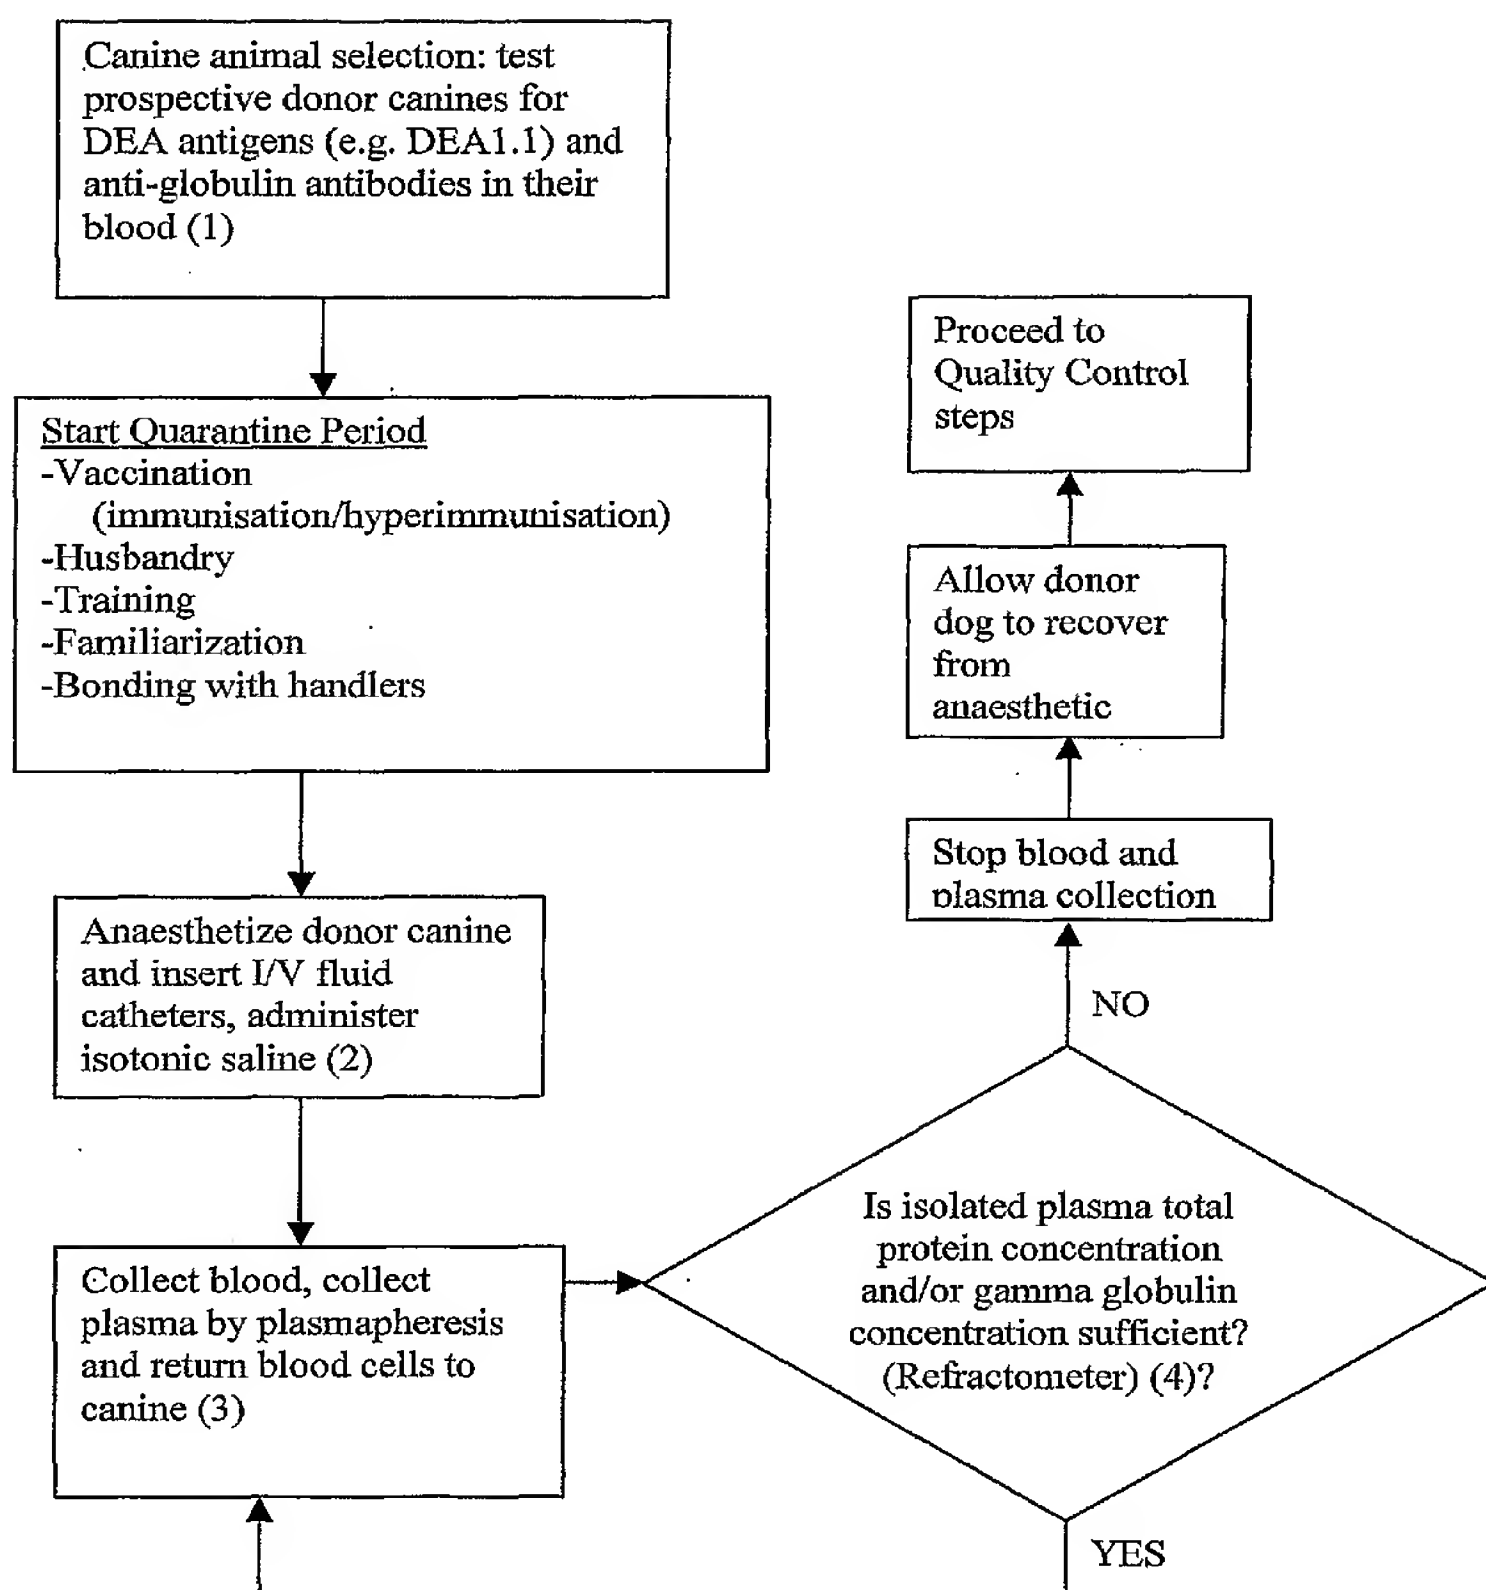 Canine animal selection: test
prospective donor canines for
DEA antigens (e.g. DEA1.1) and
anti-globulin antibodies in their
blood (1)
Start Quarantine Period
-Vaccination
(immunisation/hyperimmunisation)
-Husbandry
-Training
-Familiarization
-Bonding with handlers
Anaesthetize donor canine
and insert I/V fluid
catheters, administer
isotonic saline (2)
Collect blood, collect
plasma by plasmapheresis
and return blood cells to
canine (3)
Is isolated plasma total
protein concentration
and/or gamma globulin
concentration sufficient?
(Refractometer) (4)?
YES
NO
Stop blood and
plasma collection
Allow donor
dog to recover
from
anaesthetic
Proceed to
Quality Control
steps